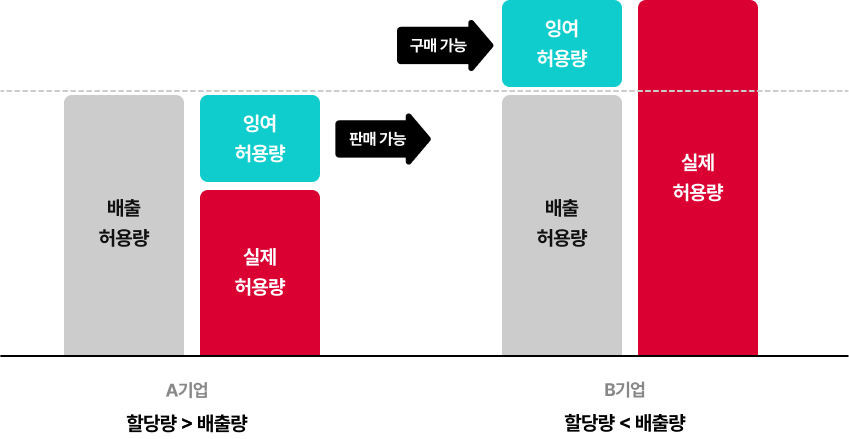 구매 가능
잉여
허용량
잉여
허용량
판매 가능
배출
허용량
실제
허용량
배출
허용량
실제
허용량
A기업
할당량 > 배출량
B기업
할당량 < 배출량